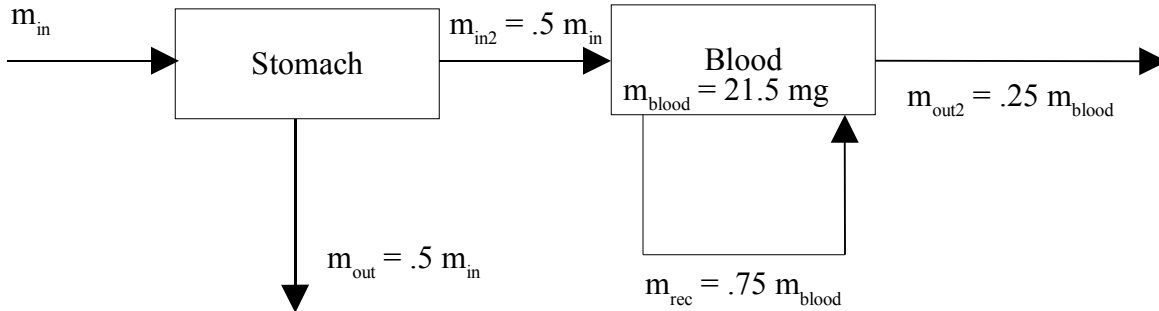 m_in
Stomach
m_in2 = .5 m_in
Blood
m_blood = 21.5 mg
m_out2 = .25 m_blood
m_out = .5 m_in
m_rec = .75 m_blood